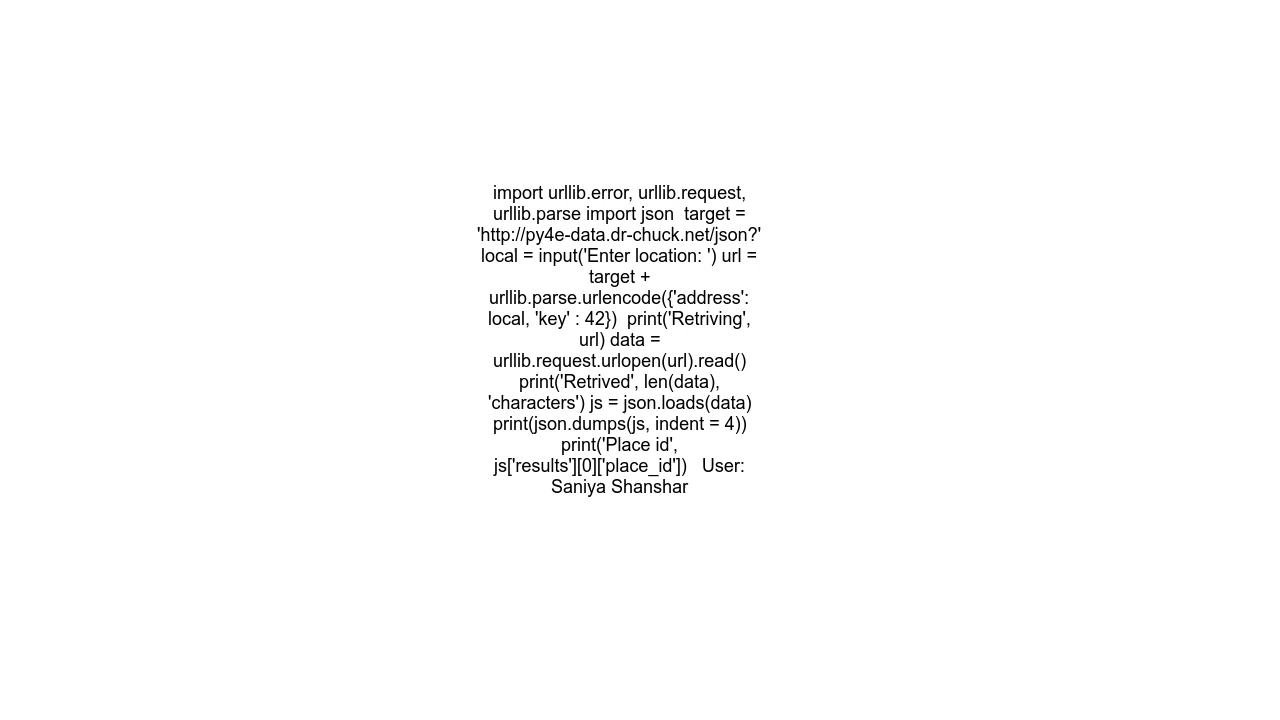 import urllib.error, urllib.request,
urllib.parse import json  target =
'http://py4e-data.dr-chuck.net/json?'
local = input('Enter location: ') url =
target +
urllib.parse.urlencode({'address':
local, 'key' : 42})  print('Retriving',
url) data =
urllib.request.urlopen(url).read()
print('Retrived', len(data),
'characters') js = json.loads(data)
print(json.dumps(js, indent = 4))
print('Place id',
js['results'][0]['place_id'])   User:
Saniya Shanshar